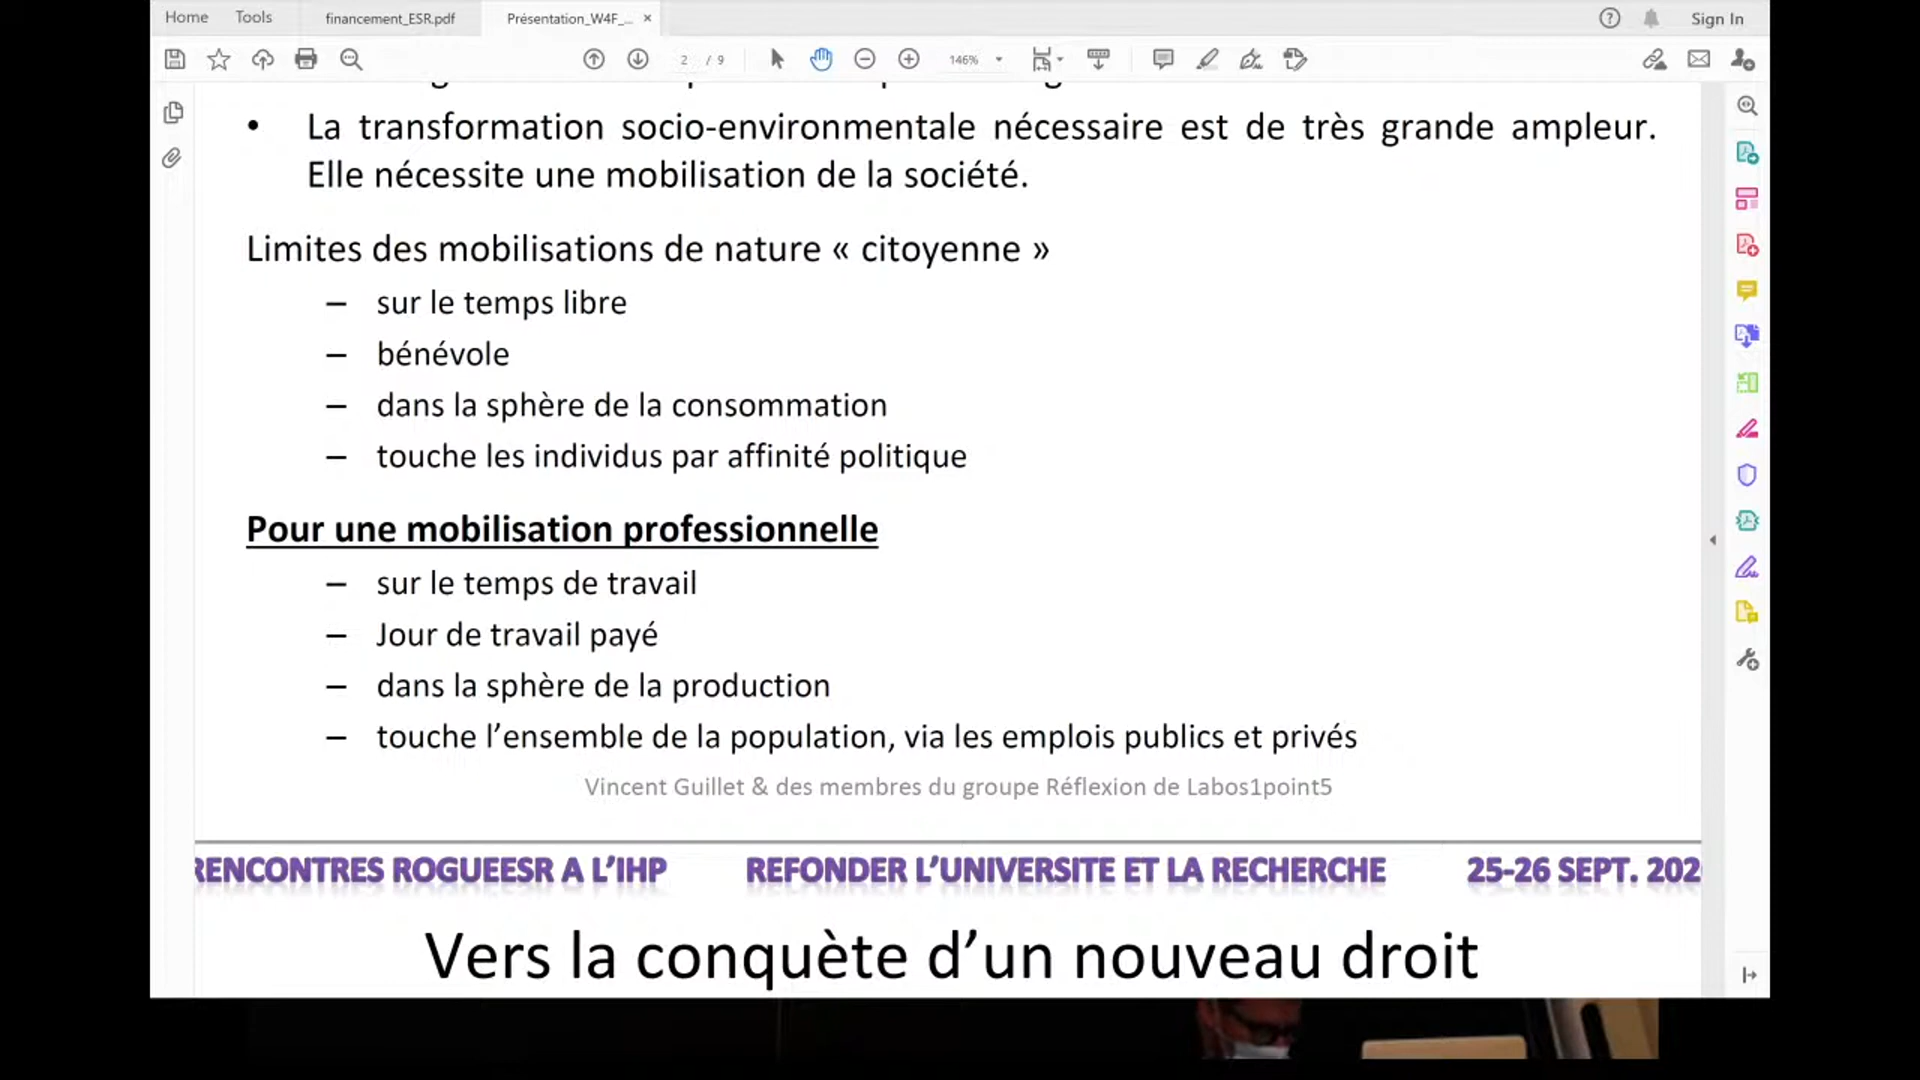 Home Tools financement_ESR.pdf Présentation_W4F_... × ? Sign In
2 / 9 146%
• La transformation socio-environmentale nécessaire est de très grande ampleur.
Elle nécessite une mobilisation de la société.
Limites des mobilisations de nature « citoyenne »
– sur le temps libre
– bénévole
– dans la sphère de la consommation
– touche les individus par affinité politique
Pour une mobilisation professionnelle
– sur le temps de travail
– Jour de travail payé
– dans la sphère de la production
– touche l’ensemble de la population, via les emplois publics et privés
Vincent Guillet & des membres du groupe Réflexion de Labos1point5
RENCONTRES ROGUEESR A L’IHP REFONDER L’UNIVERSITE ET LA RECHERCHE 25-26 SEPT. 202
Vers la conquète d’un nouveau droit